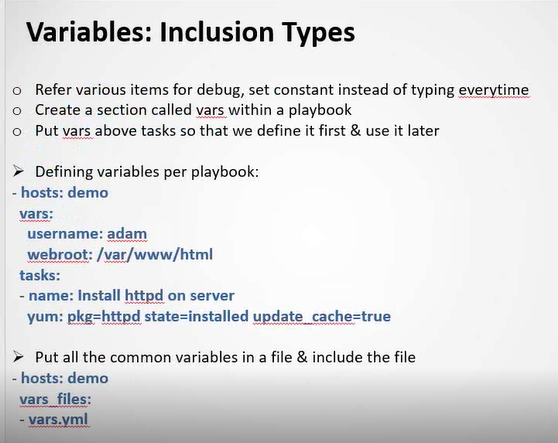 Variables: Inclusion Types
o Refer various items for debug, set constant instead of typing everytime
o Create a section called vars within a playbook
o Put vars above tasks so that we define it first & use it later
➢ Defining variables per playbook:
- hosts: demo
vars:
username: adam
webroot: /var/www/html
tasks:
- name: Install httpd on server
yum: pkg=httpd state=installed update_cache=true
➢ Put all the common variables in a file & include the file
- hosts: demo
vars_files:
- vars.yml